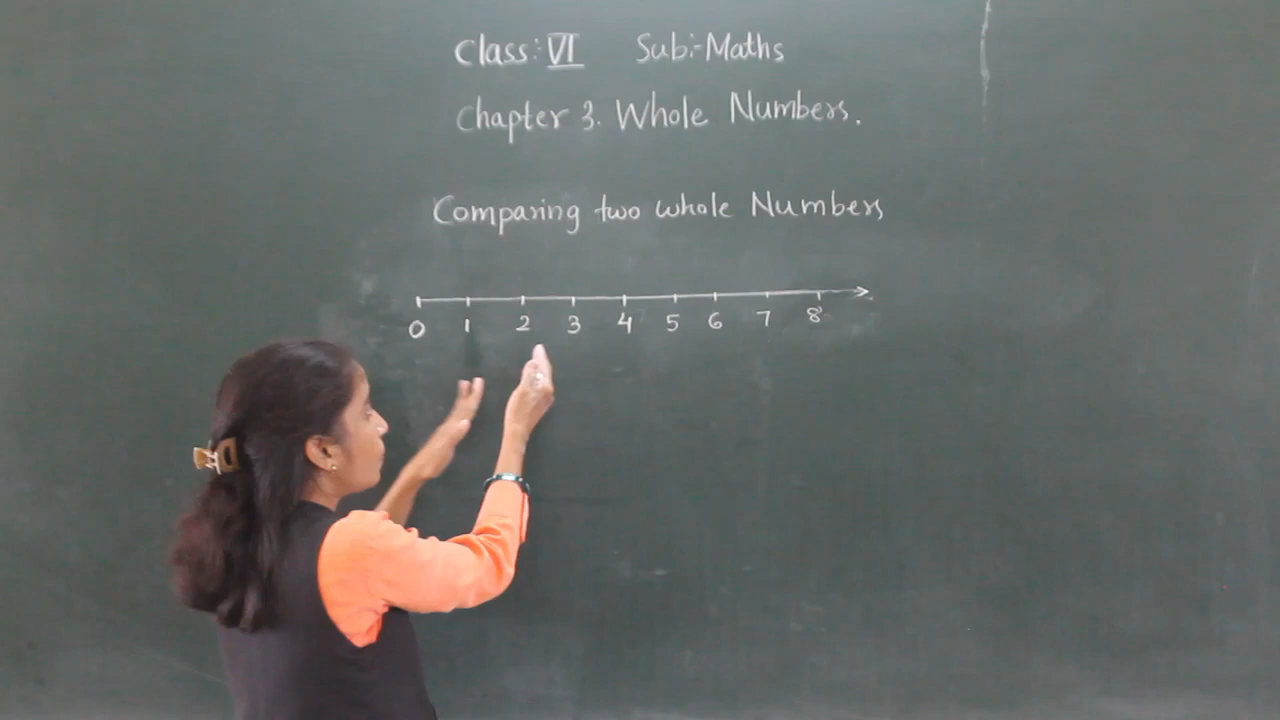 Class:- VI Sub:- Maths
Chapter 3. Whole Numbers.
Comparing two whole Numbers
0 1 2 3 4 5 6 7 8